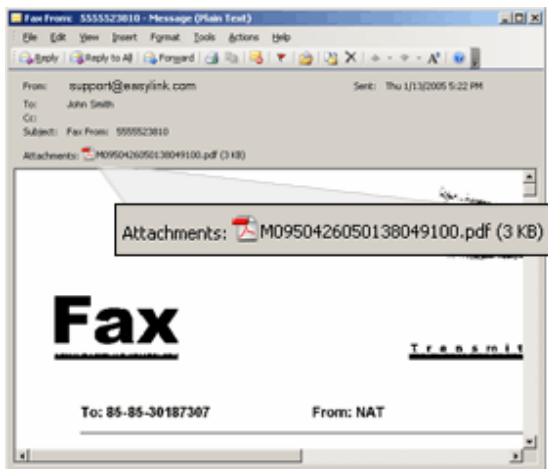 Fax From: 5555523810 - Message (Plain Text)
File Edit View Insert Format Tools Actions Help
Reply Reply to All Forward
From: support@easylink.com Sent: Thu 1/13/2005 5:22 PM
To: John Smith
Cc:
Subject: Fax From: 5555523810
Attachments: M0950426050138049100.pdf (3 KB)
Attachments: M0950426050138049100.pdf (3 KB)
Fax
Transmit
To: 85-85-30187307 From: NAT